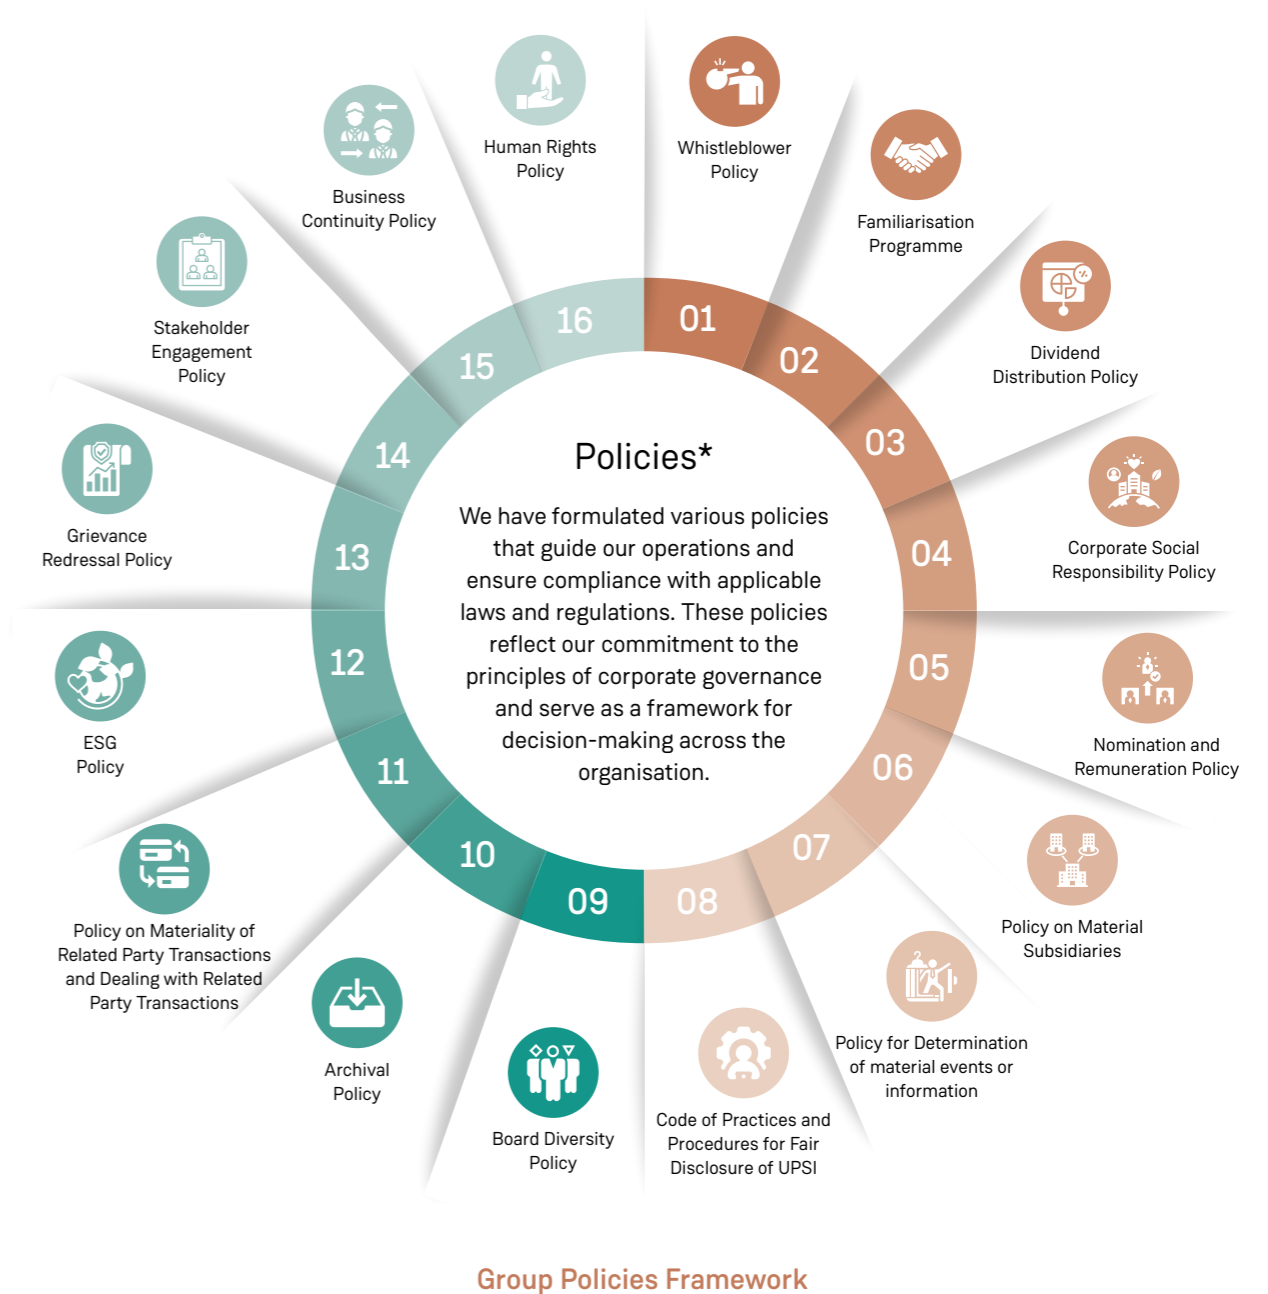 Policies*
We have formulated various policies
that guide our operations and
ensure compliance with applicable
laws and regulations. These policies
reflect our commitment to the
principles of corporate governance
and serve as a framework for
decision-making across the
organisation.
01
Whistleblower
Policy
02
Familiarisation
Programme
03
Dividend
Distribution Policy
04
Corporate Social
Responsibility Policy
05
Nomination and
Remuneration Policy
06
Policy on Material
Subsidiaries
07
Policy for Determination
of material events or
information
08
Code of Practices and
Procedures for Fair
Disclosure of UPSI
09
Board Diversity
Policy
10
Archival
Policy
11
Policy on Materiality of
Related Party Transactions
and Dealing with Related
Party Transactions
12
ESG
Policy
13
Grievance
Redressal Policy
14
Stakeholder
Engagement
Policy
15
Business
Continuity Policy
16
Human Rights
Policy
Group Policies Framework